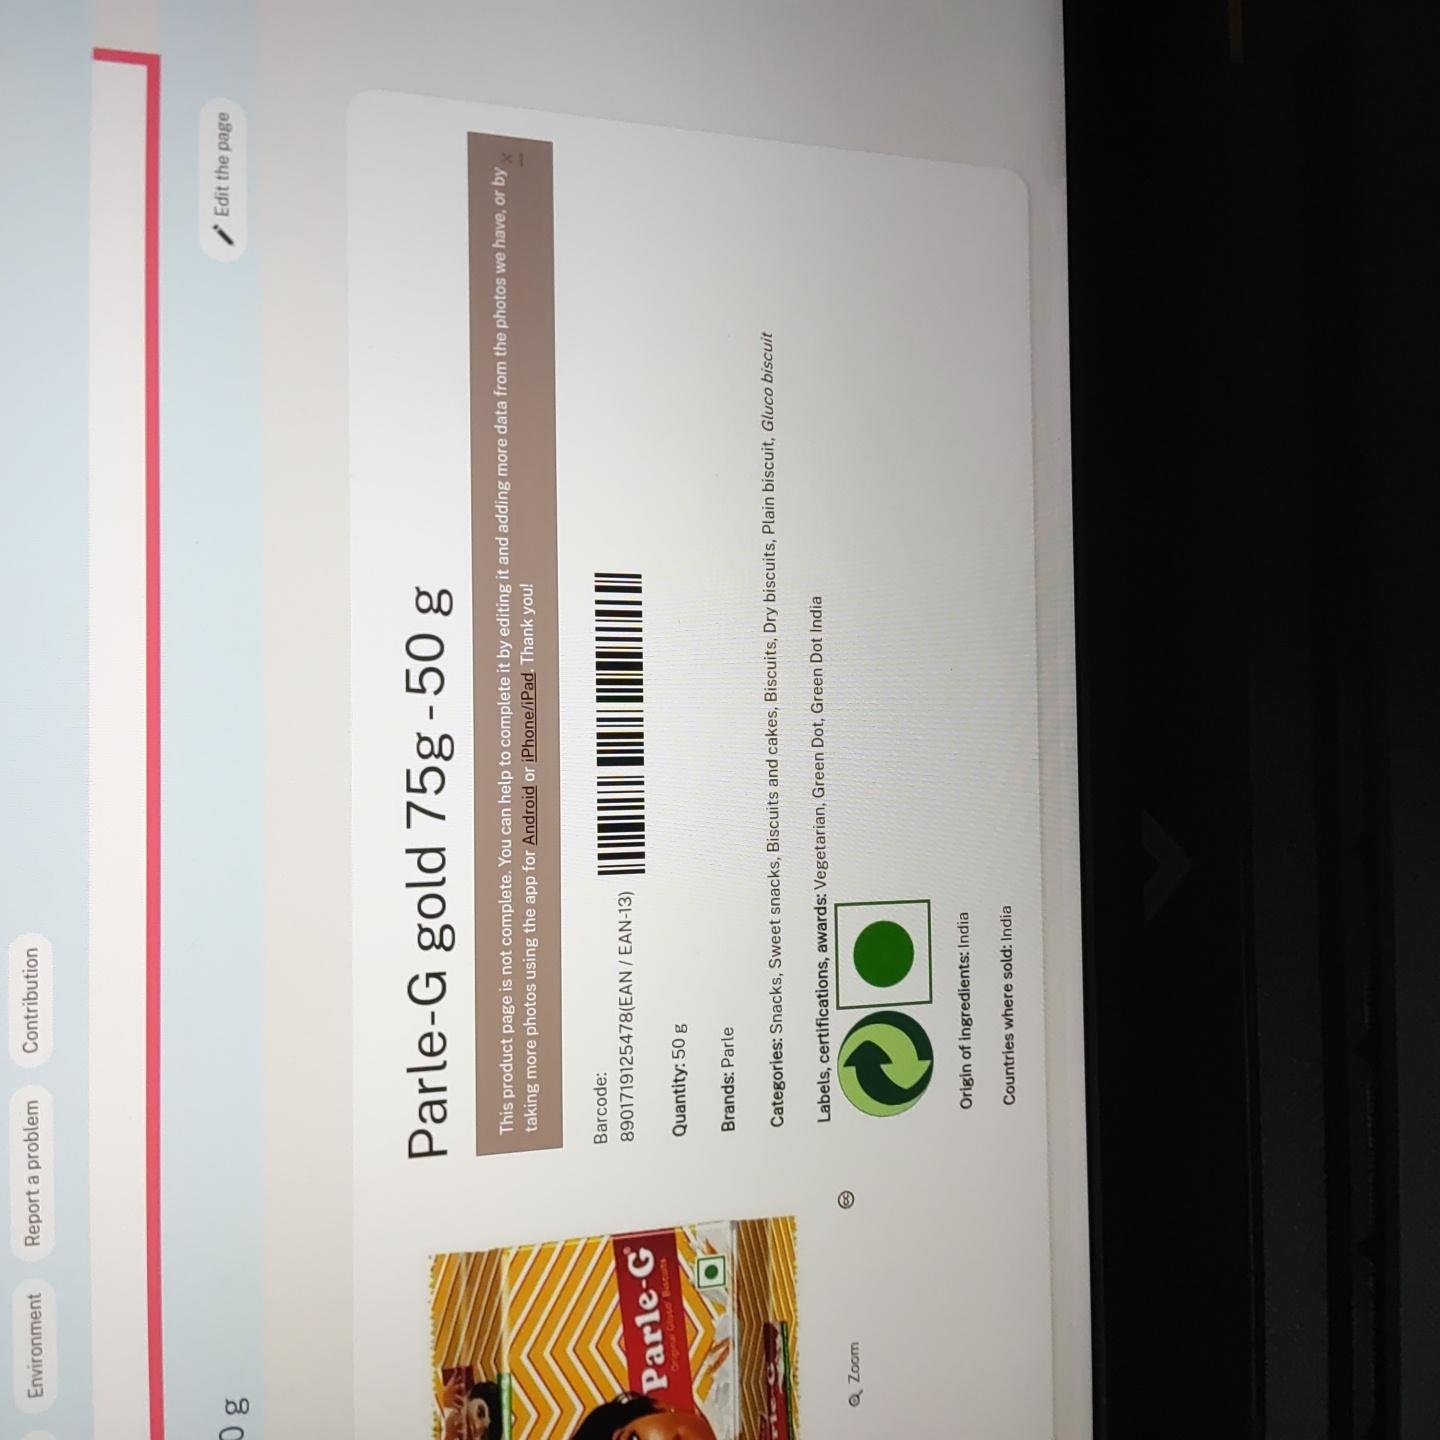 Environment
Report a problem
Contribution
0 g
Edit the page
Parle-G gold 75g - 50 g
This product page is not complete. You can help to complete it by editing it and adding more data from the photos we have, or by
taking more photos using the app for Android or iPhone/iPad. Thank you!
×
Barcode:
8901719125478(EAN / EAN-13)
Quantity: 50 g
Brands: Parle
Categories: Snacks, Sweet snacks, Biscuits and cakes, Biscuits, Dry biscuits, Plain biscuit, Gluco biscuit
Labels, certifications, awards: Vegetarian, Green Dot, Green Dot India
Origin of ingredients: India
Countries where sold: India
Parle-G
Original Gluco Biscuits
Zoom